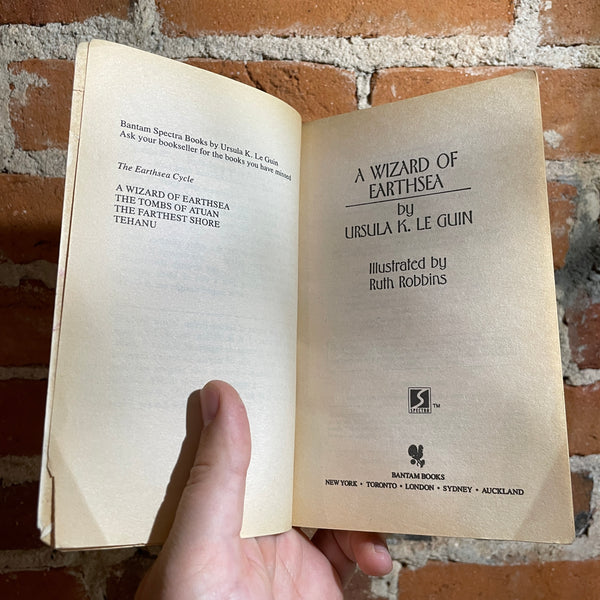 Bantam Spectra Books by Ursula K. Le Guin
Ask your bookseller for the books you have missed
The Earthsea Cycle
A WIZARD OF EARTHSEA
THE TOMBS OF ATUAN
THE FARTHEST SHORE
TEHANU
A WIZARD OF
EARTHSEA
by
URSULA K. LE GUIN
Illustrated by
Ruth Robbins
S
SPECTRA
™
BANTAM BOOKS
NEW YORK • TORONTO • LONDON • SYDNEY • AUCKLAND